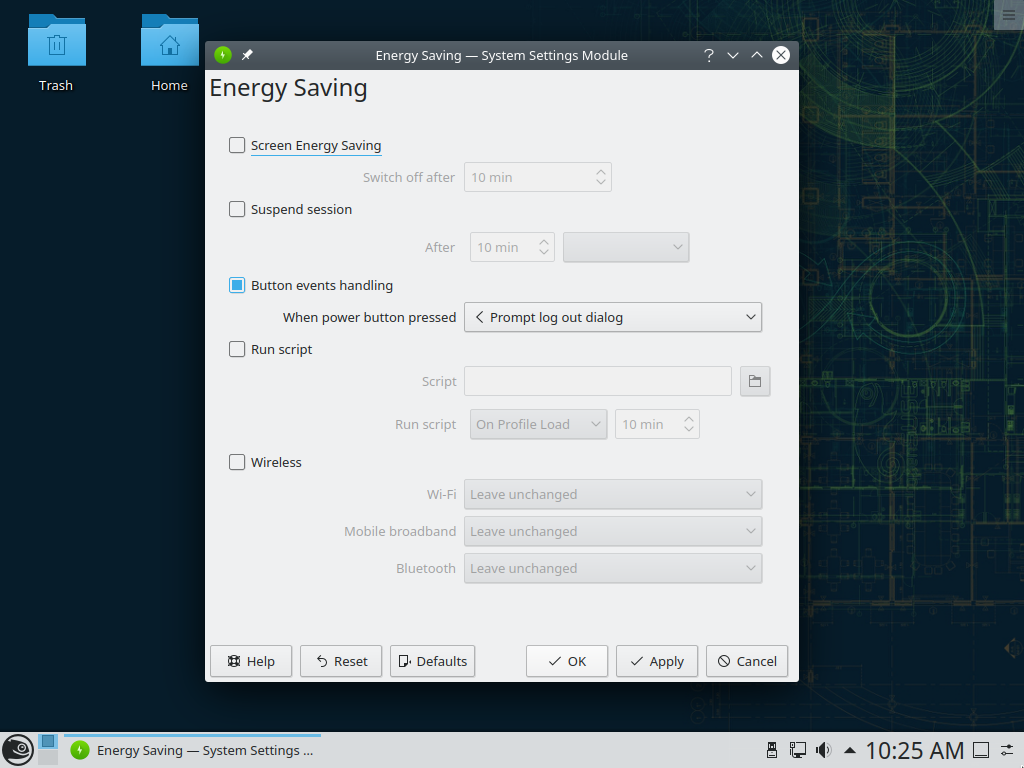 Trash
Home
Energy Saving — System Settings Module
Energy Saving
Screen Energy Saving
Switch off after 10 min
Suspend session
After 10 min
Button events handling
When power button pressed Prompt log out dialog
Run script
Script
Run script On Profile Load 10 min
Wireless
Wi-Fi Leave unchanged
Mobile broadband Leave unchanged
Bluetooth Leave unchanged
Help Reset Defaults OK Apply Cancel
Energy Saving — System Settings ... 10:25 AM